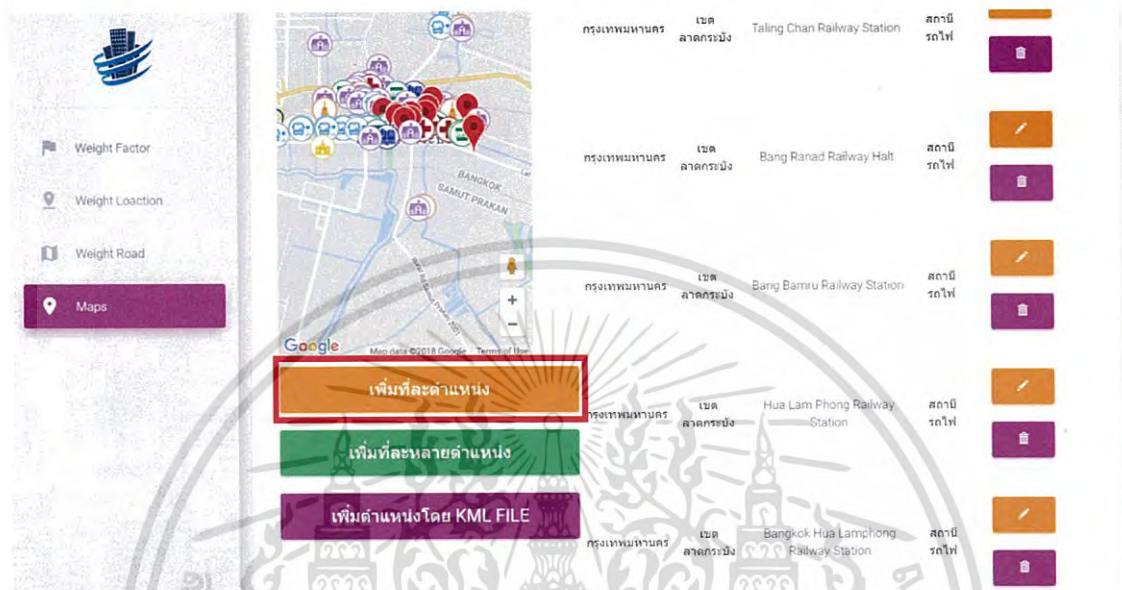 Weight Factor
Weight Loaction
Weight Road
Maps
BANGKOK
SAMUT PRAKAN
Google
Map data ©2018 Google Terms of Use
เพิ่มทีละตำแหน่ง
เพิ่มทีละหลายตำแหน่ง
เพิ่มตำแหน่งโดย KML FILE
กรุงเทพมหานคร
เขต
ลาดกระบัง
Taling Chan Railway Station
สถานี
รถไฟ
กรุงเทพมหานคร
เขต
ลาดกระบัง
Bang Ranad Railway Halt
สถานี
รถไฟ
กรุงเทพมหานคร
เขต
ลาดกระบัง
Bang Bamru Railway Station
สถานี
รถไฟ
กรุงเทพมหานคร
เขต
ลาดกระบัง
Hua Lam Phong Railway
Station
สถานี
รถไฟ
กรุงเทพมหานคร
เขต
ลาดกระบัง
Bangkok Hua Lamphong
Railway Station
สถานี
รถไฟ